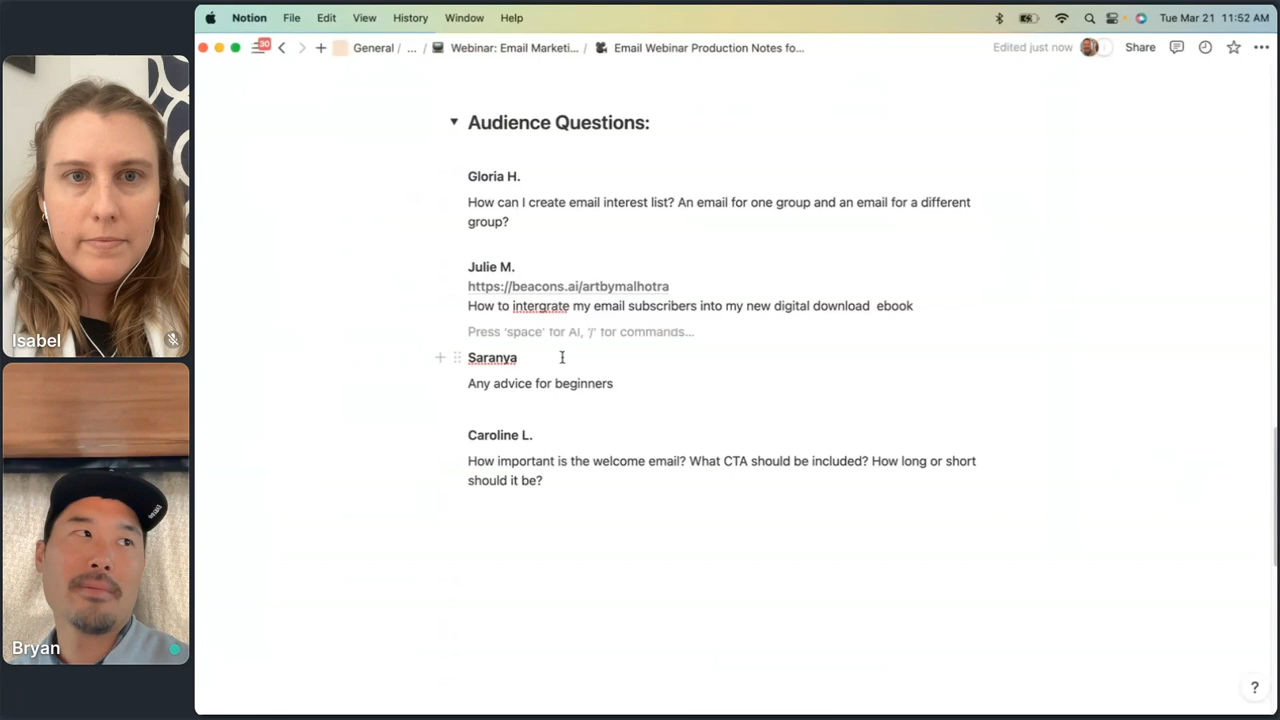 Notion File Edit View History Window Help Tue Mar 21 11:52 AM
30 General / ... / Webinar: Email Marketi... / Email Webinar Production Notes fo... Edited just now Share
Audience Questions:
Gloria H.
How can I create email interest list? An email for one group and an email for a different
group?
Julie M.
https://beacons.ai/artbymalhotra
How to intergrate my email subscribers into my new digital download ebook
Press 'space' for AI, '/' for commands...
Saranya
Any advice for beginners
Caroline L.
How important is the welcome email? What CTA should be included? How long or short
should it be?
Isabel
Bryan
?